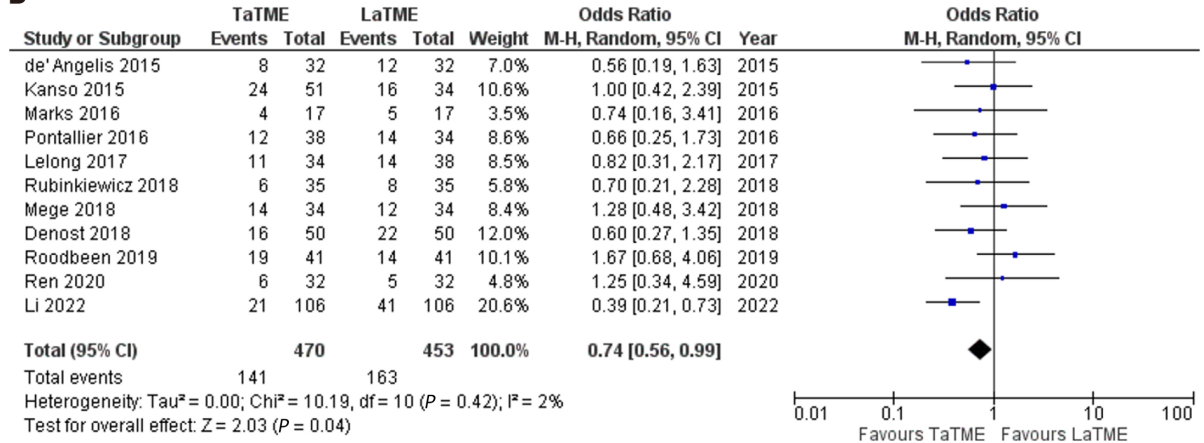 TaTME LaTME Odds Ratio Odds Ratio
Study or Subgroup Events Total Events Total Weight M-H, Random, 95% CI Year M-H, Random, 95% CI
de' Angelis 2015 8 32 12 32 7.0% 0.56 [0.19, 1.63] 2015
Kanso 2015 24 51 16 34 10.6% 1.00 [0.42, 2.39] 2015
Marks 2016 4 17 5 17 3.5% 0.74 [0.16, 3.41] 2016
Pontallier 2016 12 38 14 34 8.6% 0.66 [0.25, 1.73] 2016
Lelong 2017 11 34 14 38 8.5% 0.82 [0.31, 2.17] 2017
Rubinkiewicz 2018 6 35 8 35 5.8% 0.70 [0.21, 2.28] 2018
Mege 2018 14 34 12 34 8.4% 1.28 [0.48, 3.42] 2018
Denost 2018 16 50 22 50 12.0% 0.60 [0.27, 1.35] 2018
Roodbeen 2019 19 41 14 41 10.1% 1.67 [0.68, 4.06] 2019
Ren 2020 6 32 5 32 4.9% 1.25 [0.34, 4.59] 2020
Li 2022 21 106 41 106 20.6% 0.39 [0.21, 0.73] 2022
Total (95% CI) 470 453 100.0% 0.74 [0.56, 0.99]
Total events 141 163
Heterogeneity: Tau² = 0.00; Chi² = 10.19, df = 10 (P = 0.42); I² = 2%
Test for overall effect: Z = 2.03 (P = 0.04)
0.01 0.1 1 10 100
Favours TaTME Favours LaTME